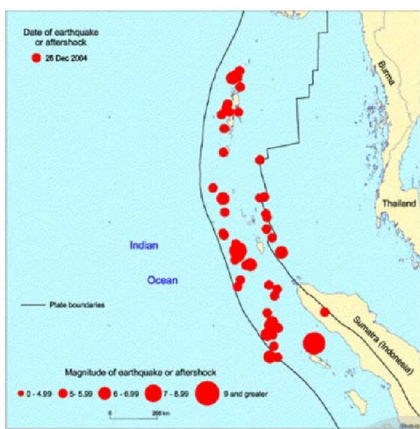 Date of earthquake
or aftershock
26 Dec 2004
Burma
Thailand
Indian
Ocean
Plate boundaries
Sumatra (Indonesia)
Magnitude of earthquake or aftershock
0 - 4.99
5- 5.99
6 - 6.99
7 - 8.99
9 and greater
0